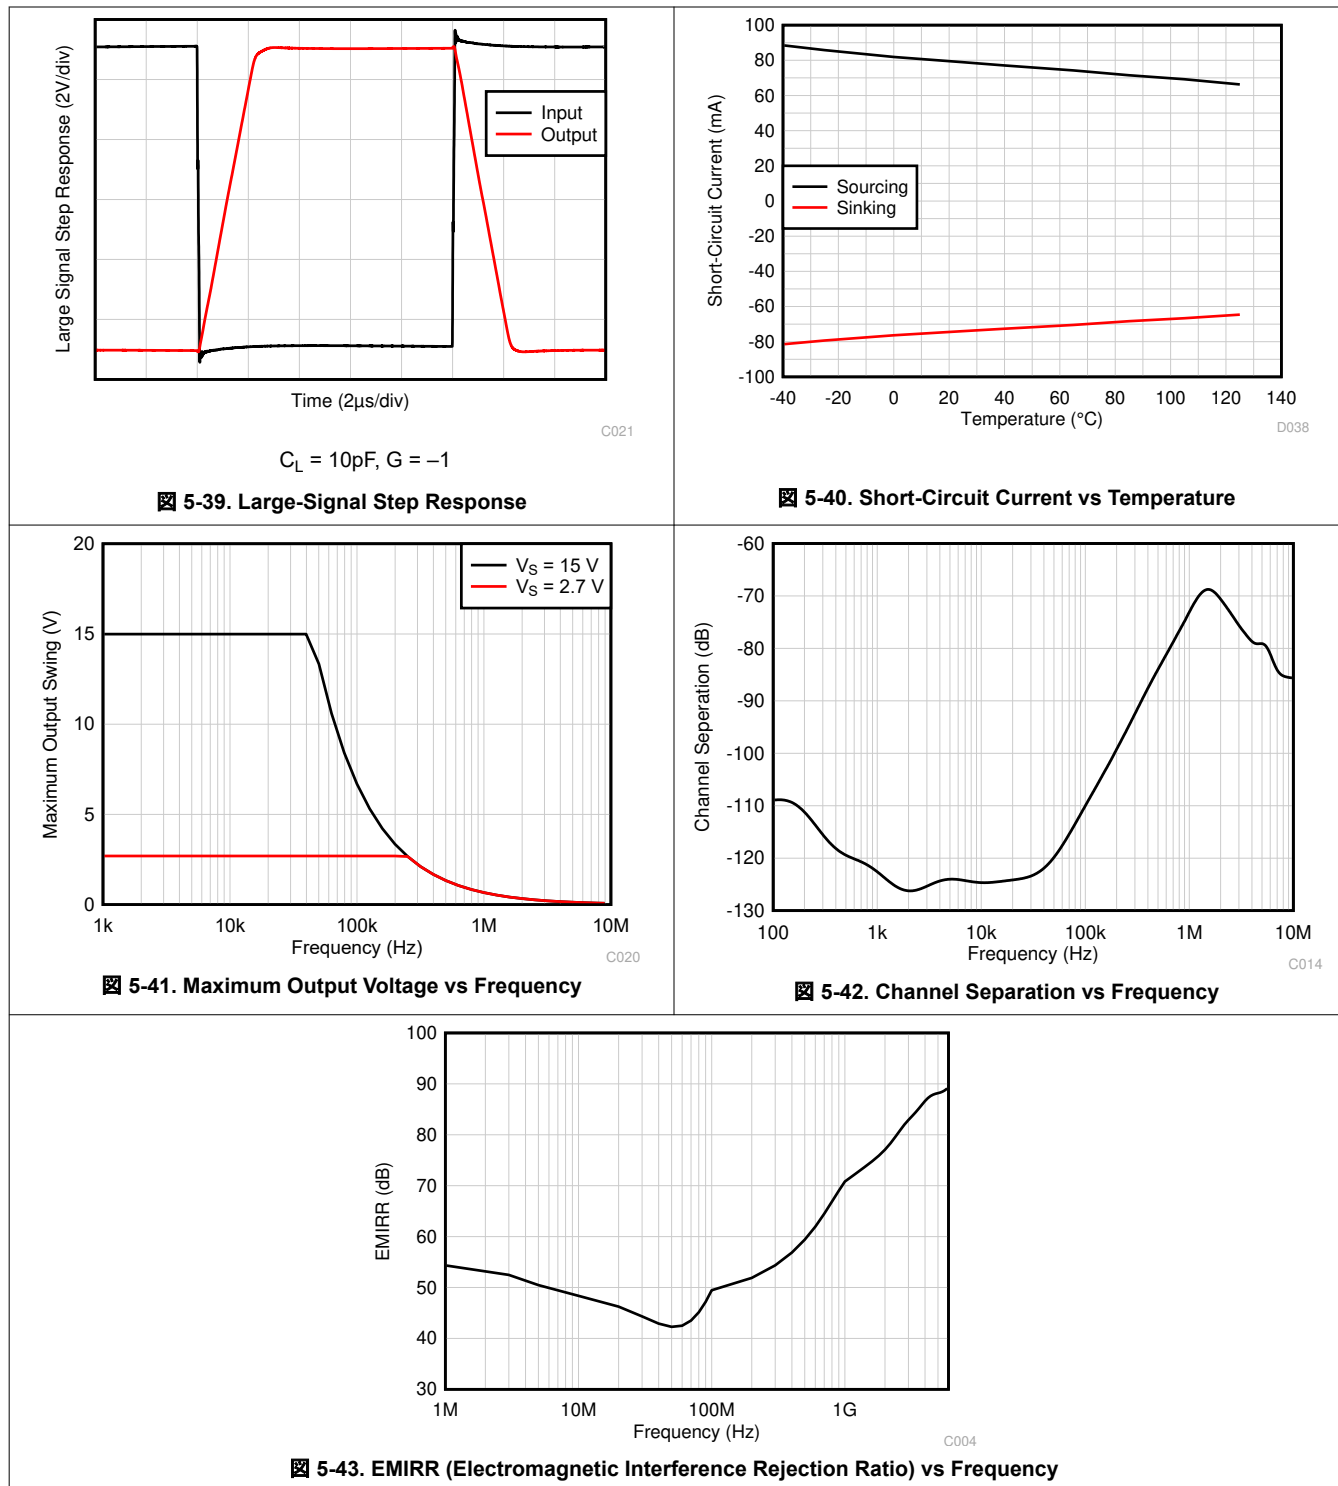 Large Signal Step Response (2V/div)
Input
Output
Time (2μs/div)
C021
CL = 10pF, G = –1
図 5-39. Large-Signal Step Response
100
80
60
40
20
0
-20
-40
-60
-80
-100
Short-Circuit Current (mA)
Sourcing
Sinking
-40 -20 0 20 40 60 80 100 120 140
Temperature (°C)
D038
図 5-40. Short-Circuit Current vs Temperature
20
15
10
5
0
Maximum Output Swing (V)
VS = 15 V
VS = 2.7 V
1k 10k 100k 1M 10M
Frequency (Hz)
C020
図 5-41. Maximum Output Voltage vs Frequency
-60
-70
-80
-90
-100
-110
-120
-130
Channel Seperation (dB)
100 1k 10k 100k 1M 10M
Frequency (Hz)
C014
図 5-42. Channel Separation vs Frequency
100
90
80
70
60
50
40
30
EMIRR (dB)
1M 10M 100M 1G
Frequency (Hz)
C004
図 5-43. EMIRR (Electromagnetic Interference Rejection Ratio) vs Frequency